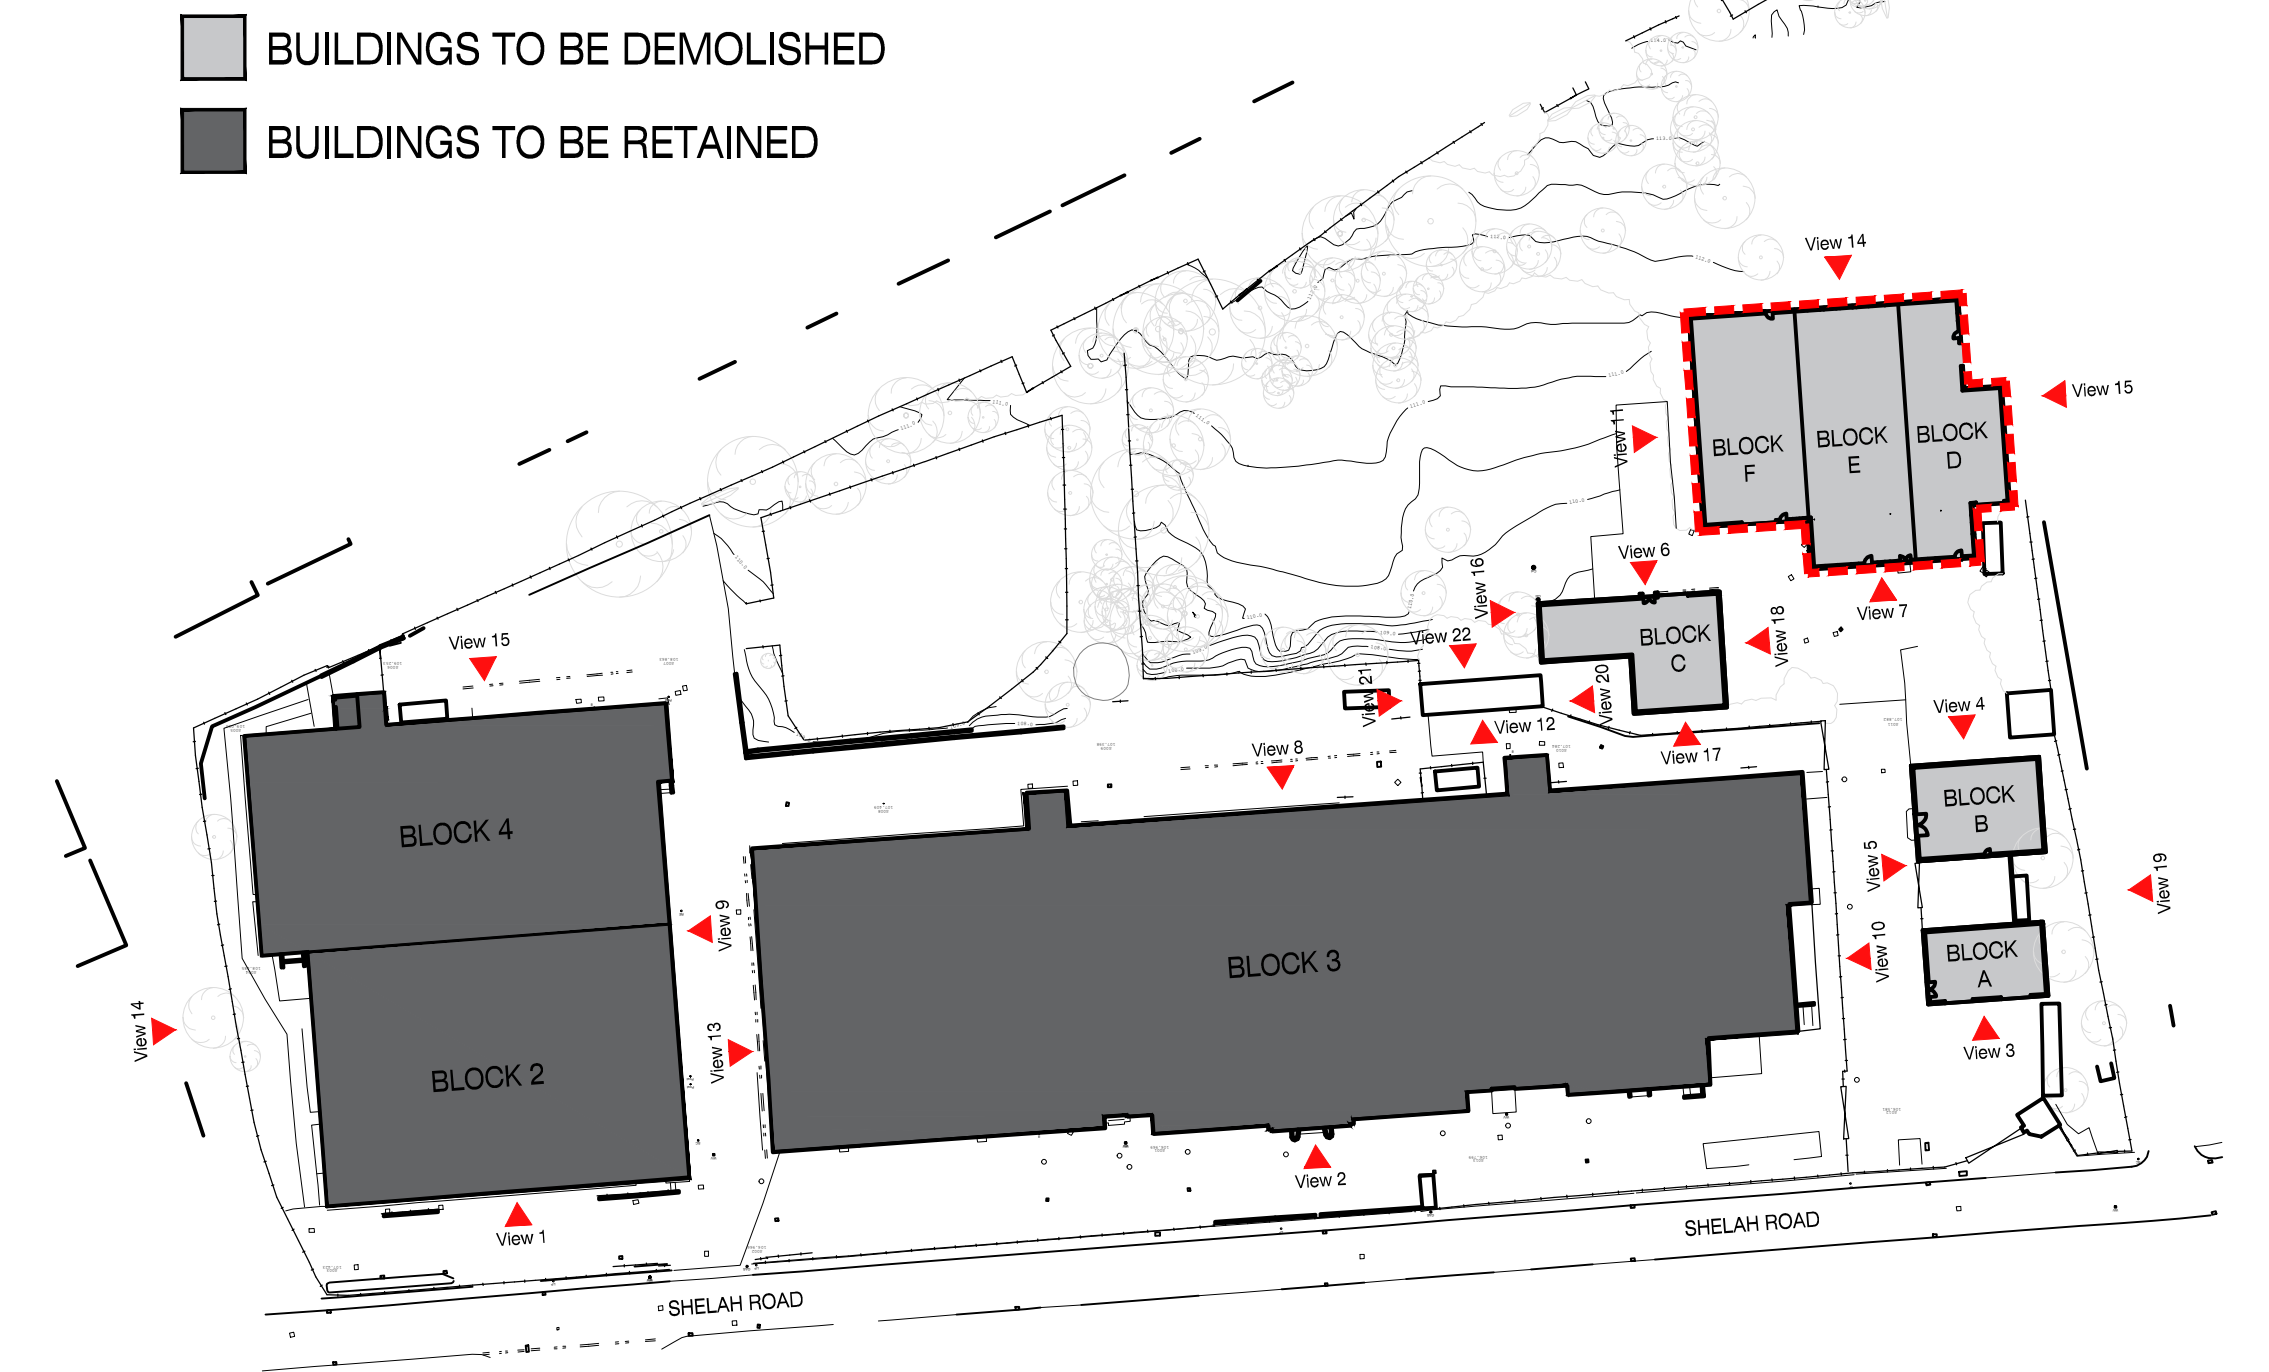 BUILDINGS TO BE DEMOLISHED
BUILDINGS TO BE RETAINED
View 14
View 15
View 11
BLOCK
F
BLOCK
E
BLOCK
D
View 6
View 16
View 7
View 22
BLOCK
C
View 18
View 15
View 21
View 20
View 12
View 8
View 17
View 4
BLOCK 4
BLOCK
B
View 5
View 19
View 9
View 10
BLOCK 3
BLOCK
A
View 14
View 13
View 3
BLOCK 2
View 2
View 1
SHELAH ROAD
SHELAH ROAD